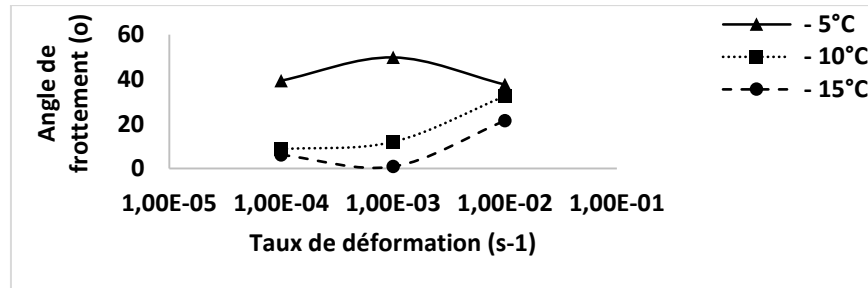 Angle de
frottement (o)
60
40
20
0
1,00E-05 1,00E-04 1,00E-03 1,00E-02 1,00E-01
Taux de déformation (s-1)
- 5°C
- 10°C
- 15°C